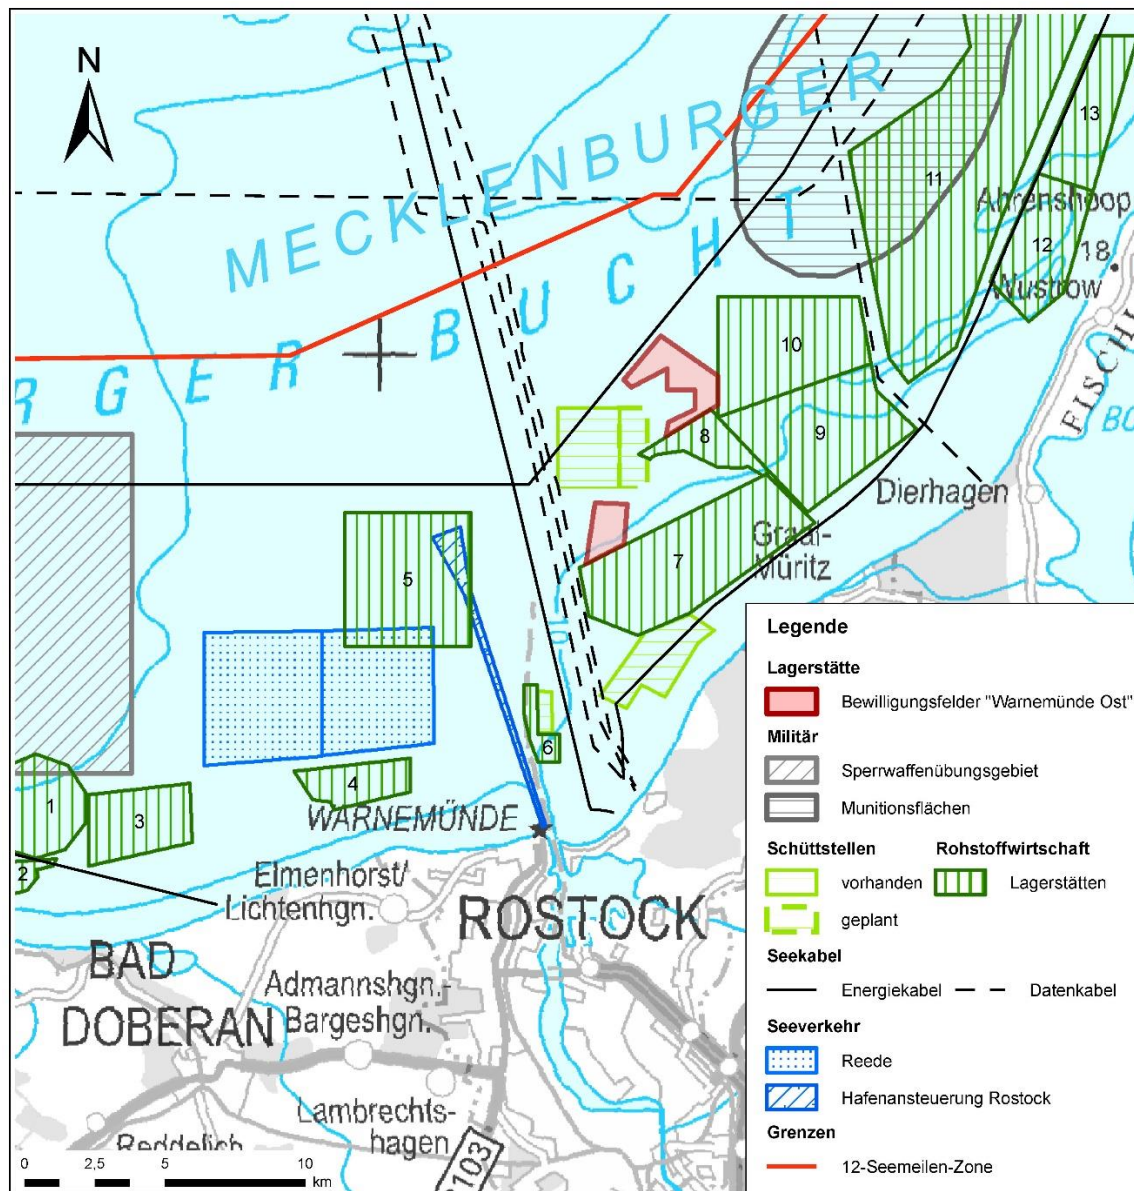 N
MECKLENBURGER
RGER BUCHT
13
11
Ahrenshoop
12
18
Wustrow
10
FISCHL
BO
8
9
Dierhagen
Graal-
Müritz
5
7
10
6
1
4
3
WARNEMÜNDE
2
Elmenhorst/
Lichtenhgn.
ROSTOCK
BAD
DOBERAN
Admannshgn.-
Bargeshgn.
Lambrechts-
hagen
Reddelich
103
0 2,5 5 10
km
Legende
Lagerstätte
Bewilligungsfelder "Warnemünde Ost"
Militär
Sperrwaffenübungsgebiet
Munitionsflächen
Schüttstellen Rohstoffwirtschaft
vorhanden Lagerstätten
geplant
Seekabel
Energiekabel Datenkabel
Seeverkehr
Reede
Hafenansteuerung Rostock
Grenzen
12-Seemeilen-Zone